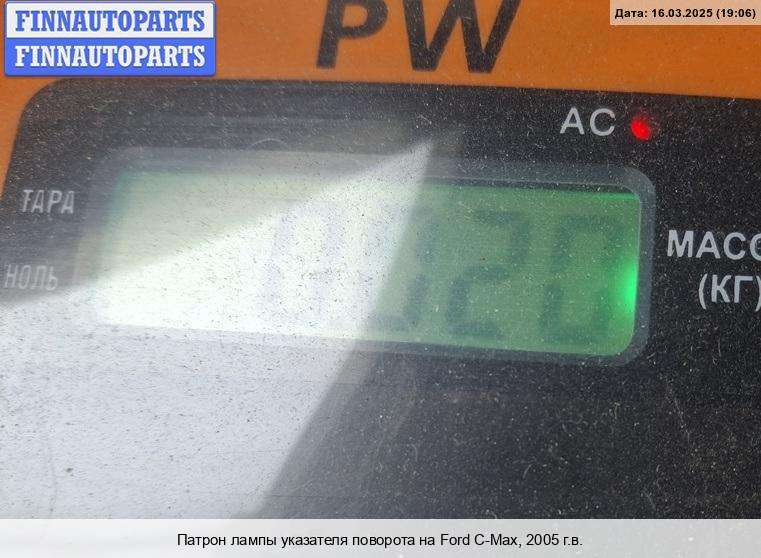 FINNAUTOPARTS
FINNAUTOPARTS
Дата: 16.03.2025 (19:06)
PW
AC
ТАРА
МАСС
НОЛЬ
(КГ)
Патрон лампы указателя поворота на Ford C-Max, 2005 г.в.